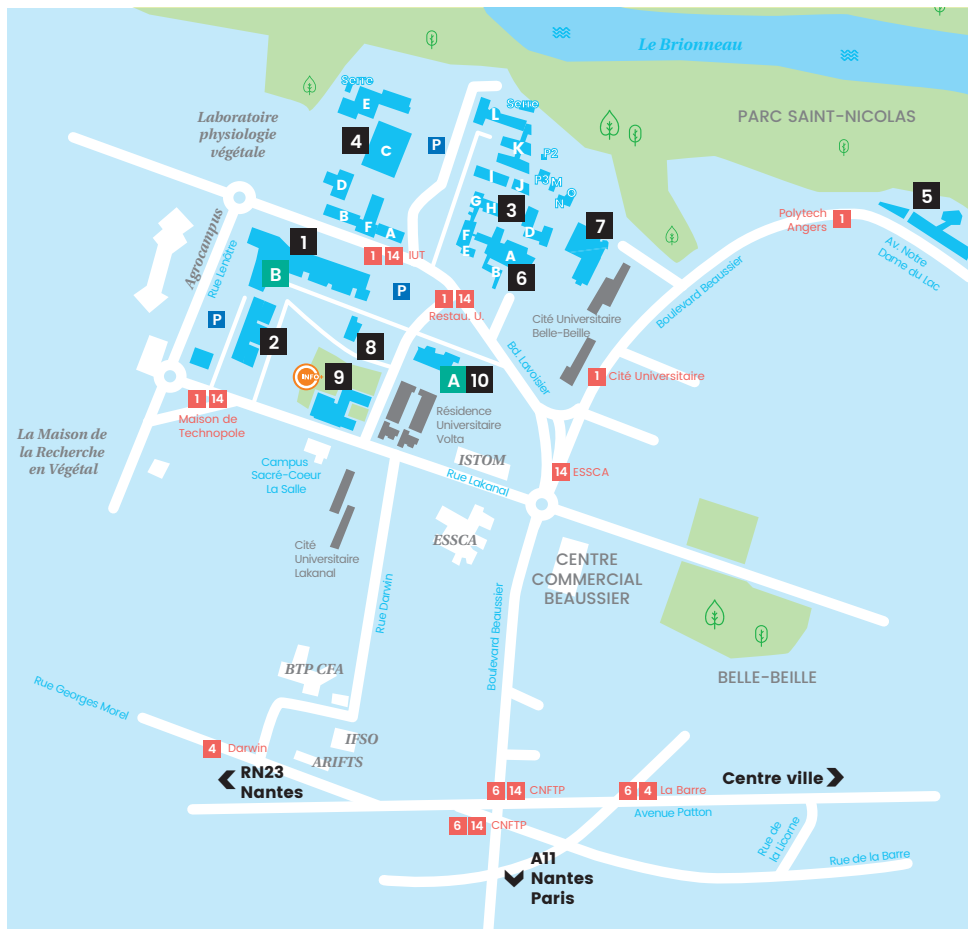 Le Brionneau
PARC SAINT-NICOLAS
Serre
E
Laboratoire
physiologie
végétale
4
C
P
L
Serre
K
P2
I
J
P3
M
O
N
D
B
F
A
G
H
3
F
E
D
A
B
6
7
5
Polytech
Angers
1
Av. Notre
Dame du Lac
Agrocampus
Rue Lenôtre
1
B
1 14 IUT
P
P
1 14
Restau. U.
Cité Universitaire
Belle-Beille
Boulevard Beaussier
2
8
INFO
9
A 10
Bd. Lavoisier
1 Cité Universitaire
1 14
Maison de
Technopole
Résidence
Universitaire
Volta
La Maison de
la Recherche
en Végétal
Campus
Sacré-Coeur
La Salle
ISTOM
Rue Lakanal
14 ESSCA
Cité
Universitaire
Lakanal
ESSCA
CENTRE
COMMERCIAL
BEAUSSIER
Rue Darwin
Boulevard Beaussier
BELLE-BEILLE
BTP CFA
Rue Georges Morel
IFSO
ARIFTS
4 Darwin
RN23
Nantes
Centre ville
6 14 CNFTP
6 4 La Barre
Avenue Patton
6 14 CNFTP
Rue de
la Licorne
Rue de la Barre
A11
Nantes
Paris